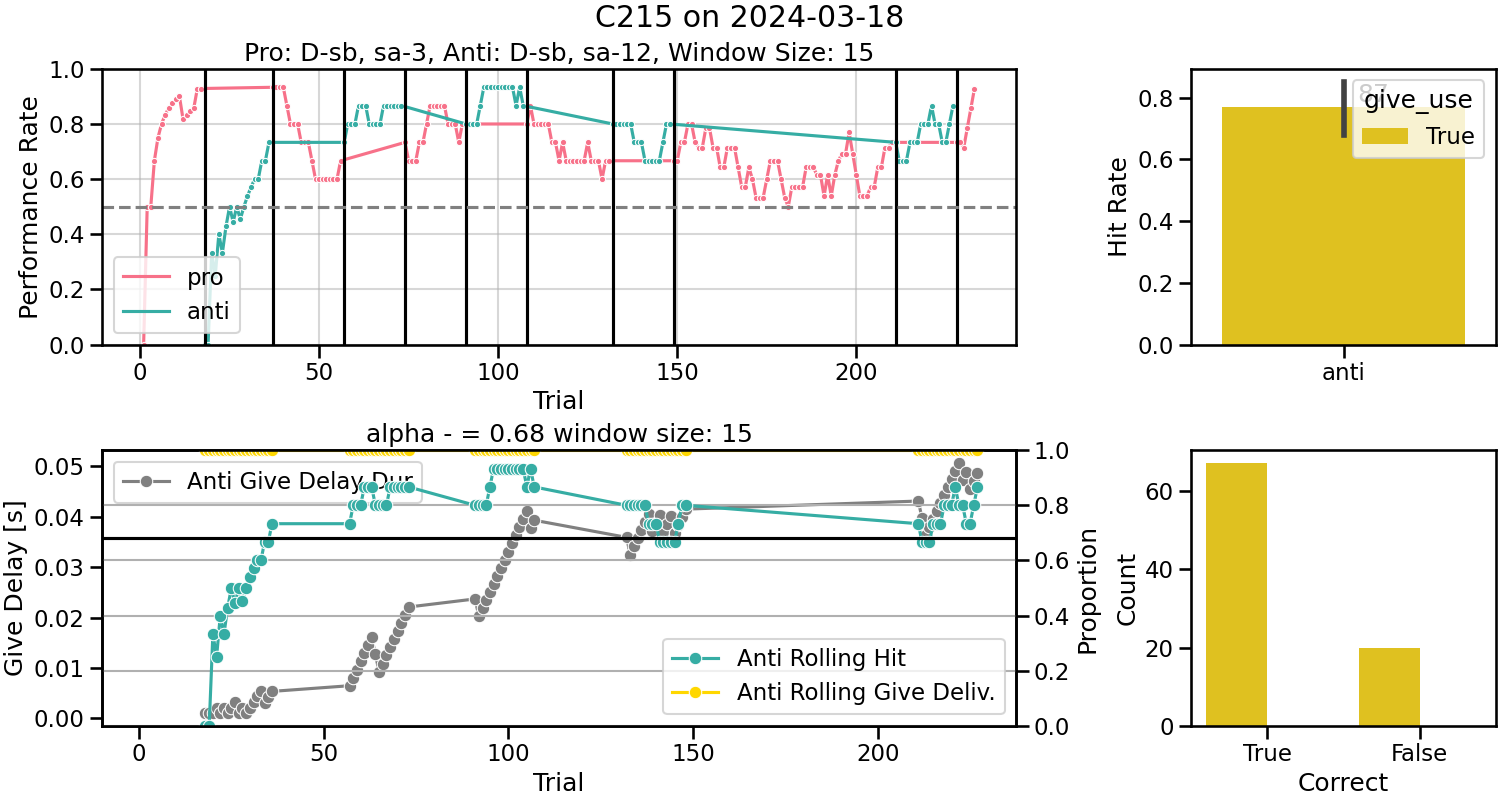 C215 on 2024-03-18
Pro: D-sb, sa-3, Anti: D-sb, sa-12, Window Size: 15
Performance Rate
1.0
0.8
0.6
0.4
0.2
0.0
pro
anti
0 50 100 150 200
Trial
Hit Rate
0.8
0.6
0.4
0.2
0.0
87
give_use
True
anti
alpha - = 0.68 window size: 15
Give Delay [s]
0.05
0.04
0.03
0.02
0.01
0.00
Anti Give Delay Dur
Anti Rolling Hit
Anti Rolling Give Deliv.
1.0
0.8
0.6
0.4
0.2
0.0
Proportion
0 50 100 150 200
Trial
Count
60
40
20
0
True False
Correct